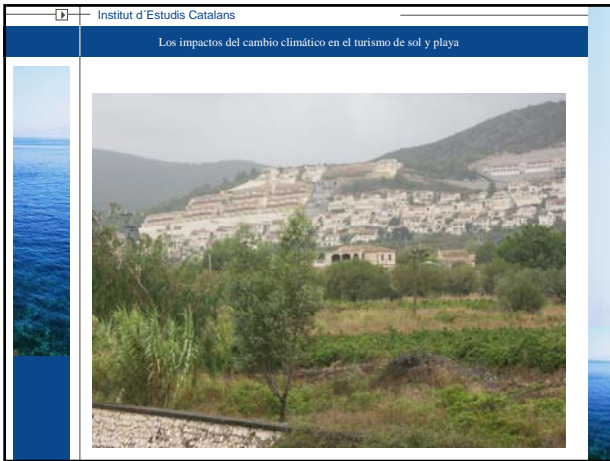 Institut d´Estudis Catalans
Los impactos del cambio climático en el turismo de sol y playa